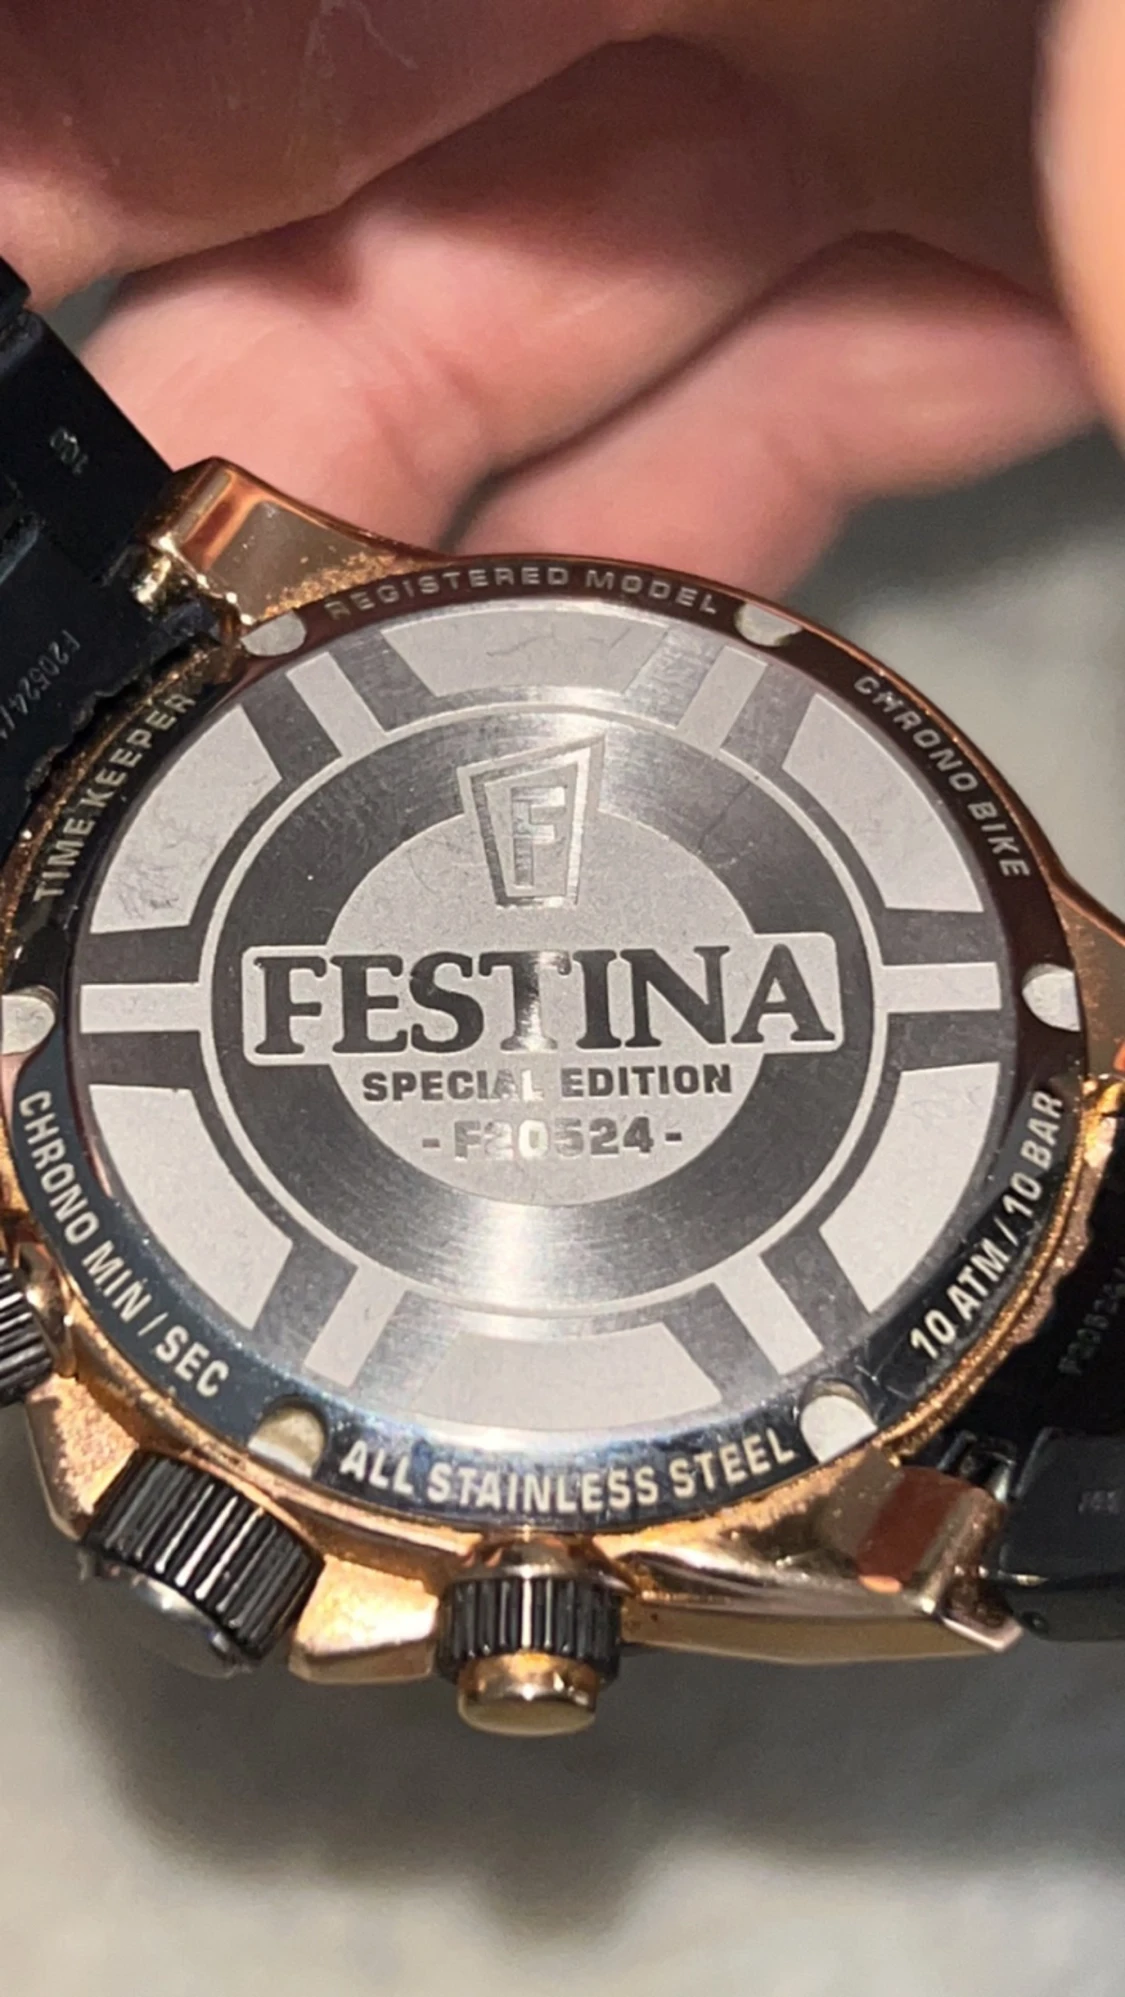 REGISTERED MODEL
CHRONO BIKE
10 ATM / 10 BAR
ALL STAINLESS STEEL
CHRONO MIN / SEC
TIME KEEPER
F
FESTINA
SPECIAL EDITION
- F20524 -
F20524/